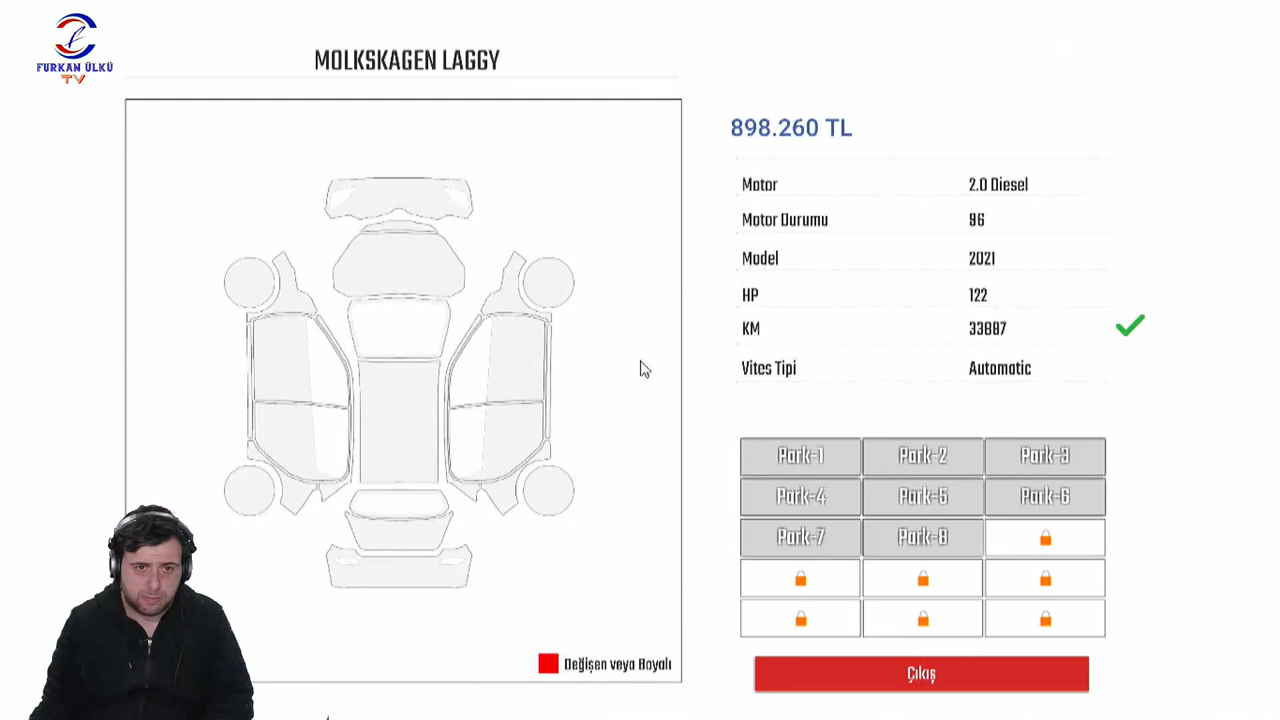 FURKAN ÜLKÜ
TV
MOLKSKAGEN LAGGY
898.260 TL
Motor 2.0 Diesel
Motor Durumu 96
Model 2021
HP 122
KM 33887
Vites Tipi Automatic
Park-1 Park-2 Park-3
Park-4 Park-5 Park-6
Park-7 Park-8
Değişen veya Boyalı
Çıkış